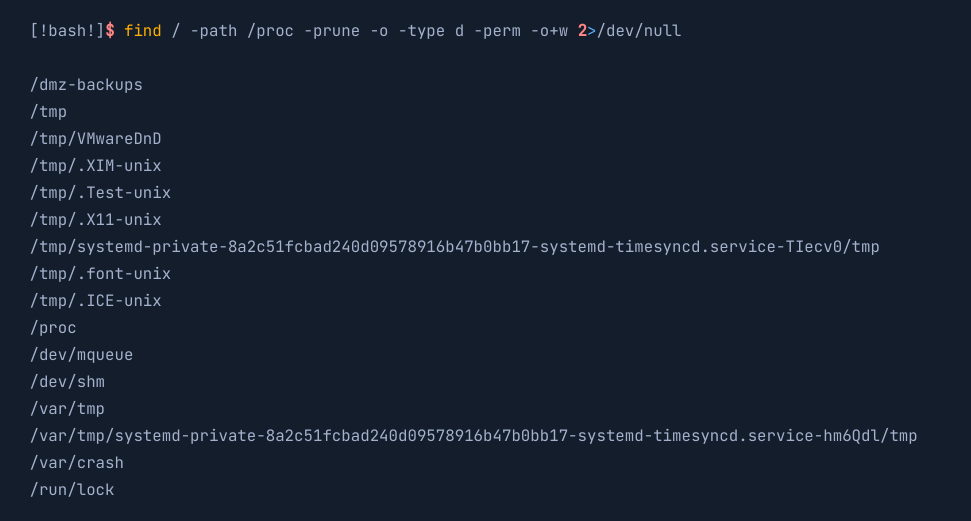 [!bash!]$ find / -path /proc -prune -o -type d -perm -o+w 2>/dev/null
/dmz-backups
/tmp
/tmp/VMwareDnD
/tmp/.XIM-unix
/tmp/.Test-unix
/tmp/.X11-unix
/tmp/systemd-private-8a2c51fcbad240d09578916b47b0bb17-systemd-timesyncd.service-TIecv0/tmp
/tmp/.font-unix
/tmp/.ICE-unix
/proc
/dev/mqueue
/dev/shm
/var/tmp
/var/tmp/systemd-private-8a2c51fcbad240d09578916b47b0bb17-systemd-timesyncd.service-hm6Qdl/tmp
/var/crash
/run/lock